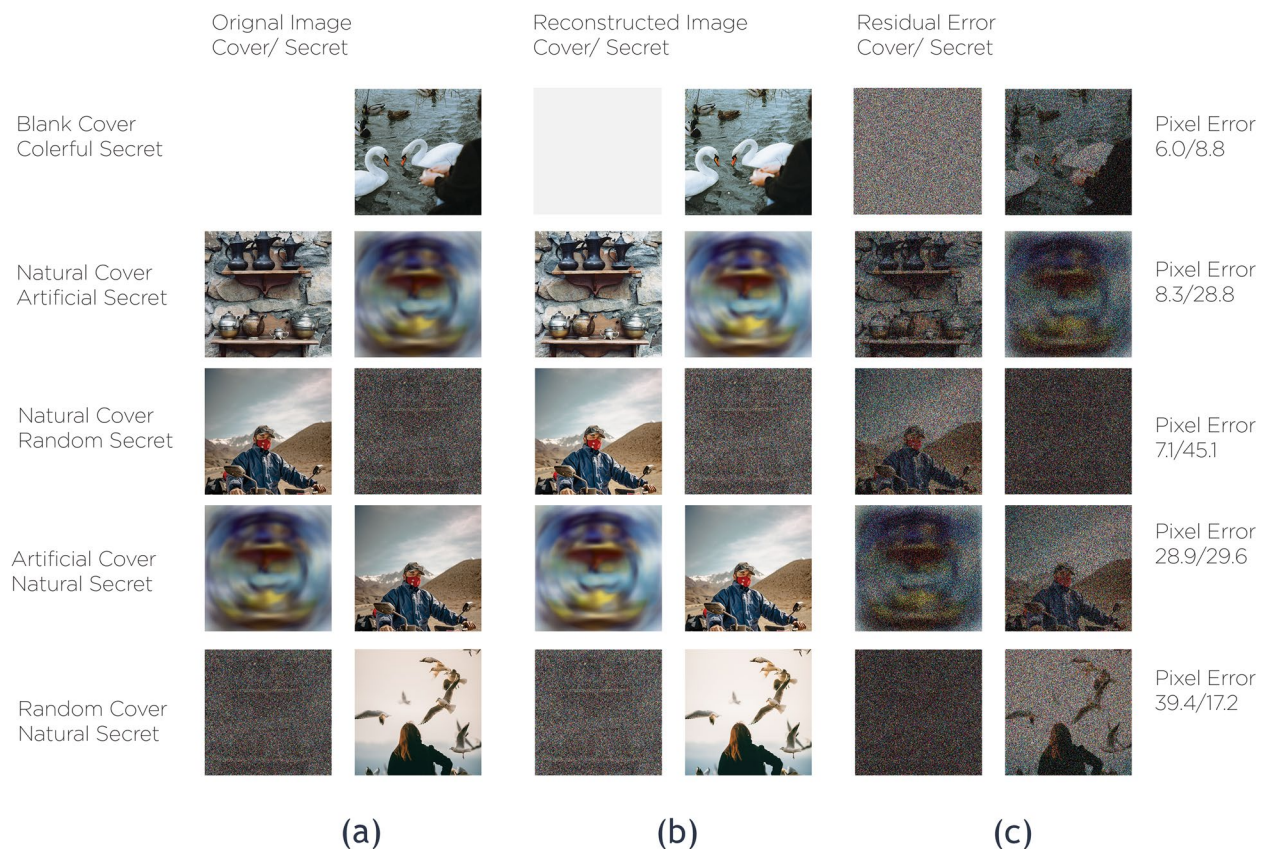 Orignal Image
Cover/ Secret
Reconstructed Image
Cover/ Secret
Residual Error
Cover/ Secret
Blank Cover
Colorful Secret
Pixel Error
6.0/8.8
Natural Cover
Artificial Secret
Pixel Error
8.3/28.8
Natural Cover
Random Secret
Pixel Error
7.1/45.1
Artificial Cover
Natural Secret
Pixel Error
28.9/29.6
Random Cover
Natural Secret
Pixel Error
39.4/17.2
(a)
(b)
(c)